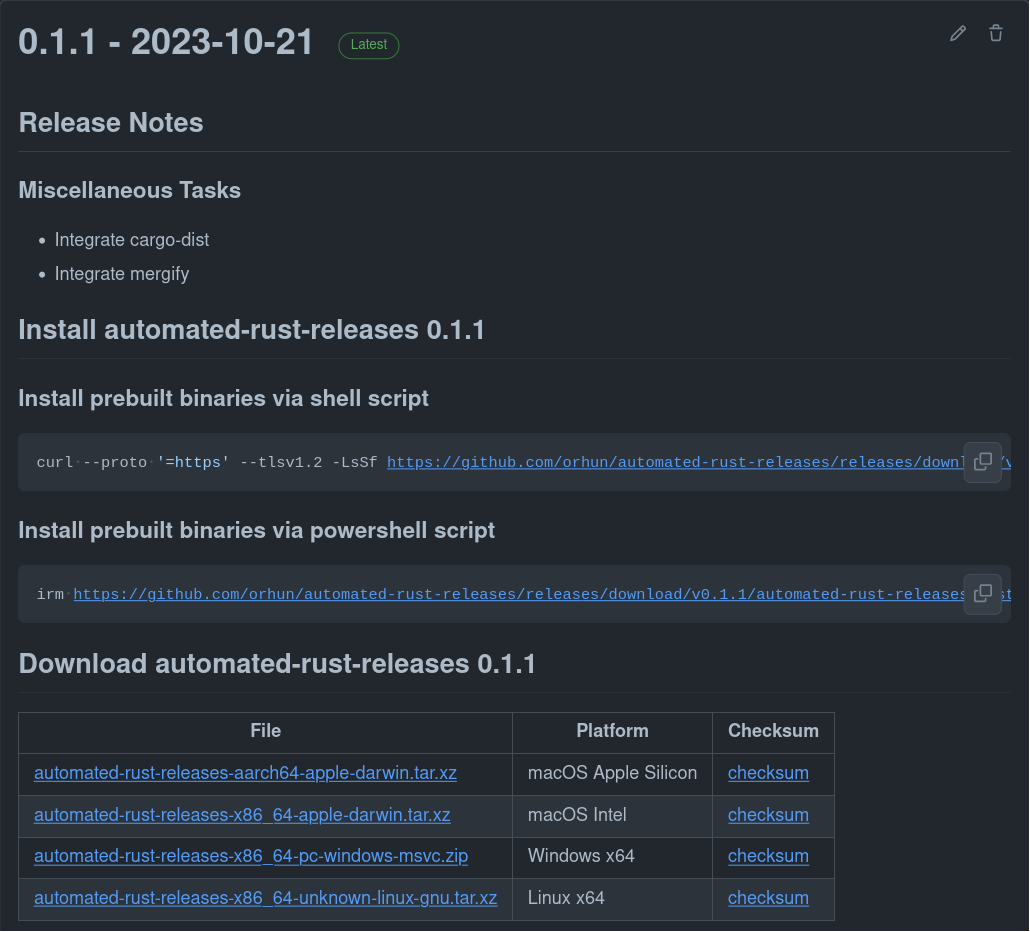 0.1.1 - 2023-10-21 Latest
Release Notes
Miscellaneous Tasks
• Integrate cargo-dist
• Integrate mergify
Install automated-rust-releases 0.1.1
Install prebuilt binaries via shell script
curl --proto '=https' --tlsv1.2 -LsSf https://github.com/orhun/automated-rust-releases/releases/downl
Install prebuilt binaries via powershell script
irm https://github.com/orhun/automated-rust-releases/releases/download/v0.1.1/automated-rust-releases
Download automated-rust-releases 0.1.1
File Platform Checksum
automated-rust-releases-aarch64-apple-darwin.tar.xz macOS Apple Silicon checksum
automated-rust-releases-x86_64-apple-darwin.tar.xz macOS Intel checksum
automated-rust-releases-x86_64-pc-windows-msvc.zip Windows x64 checksum
automated-rust-releases-x86_64-unknown-linux-gnu.tar.xz Linux x64 checksum